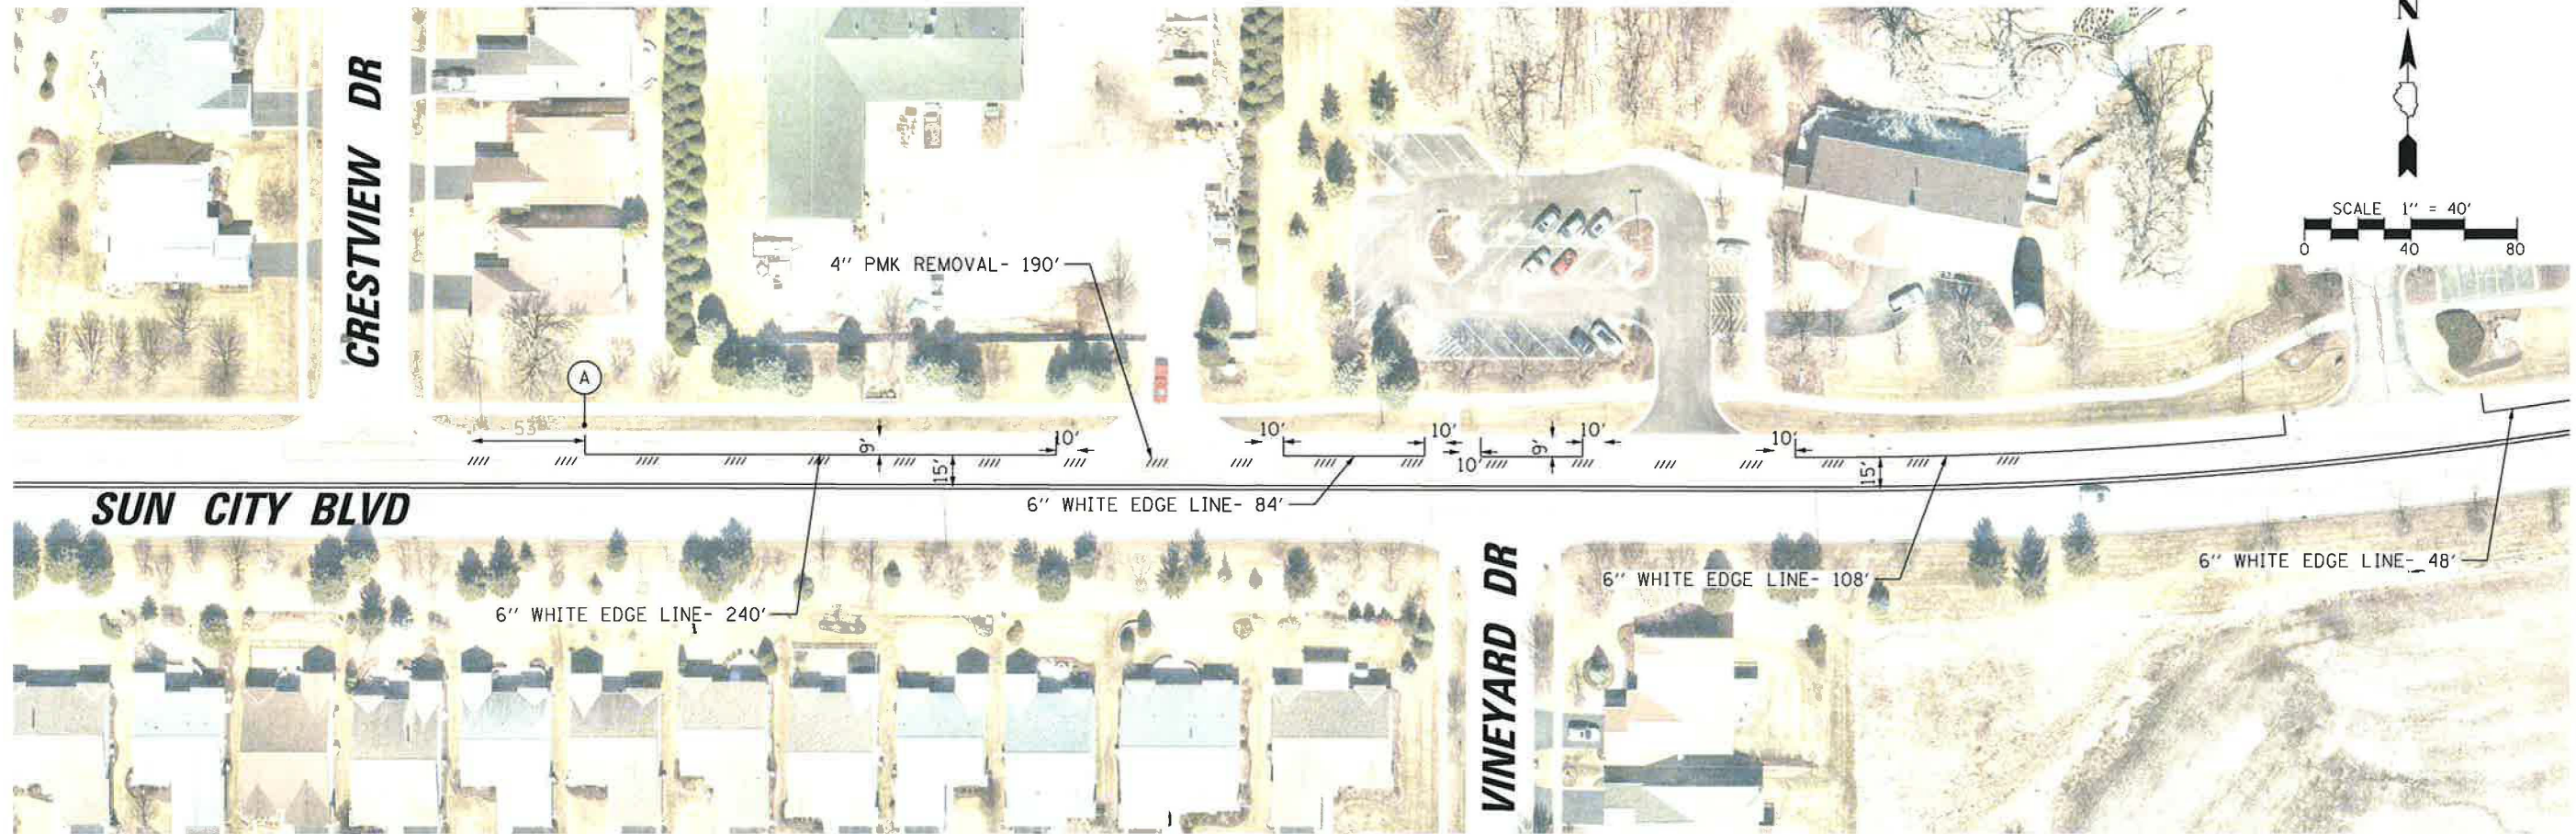 N
CRESTVIEW DR
SCALE 1'' = 40'
0 40 80
4'' PMK REMOVAL- 190'
A
53'
10'
9'
15'
10'
10'
10'
9'
10'
10'
15'
SUN CITY BLVD
6'' WHITE EDGE LINE- 84'
6'' WHITE EDGE LINE- 240'
VINEYARD DR
6'' WHITE EDGE LINE- 108'
6'' WHITE EDGE LINE- 48'